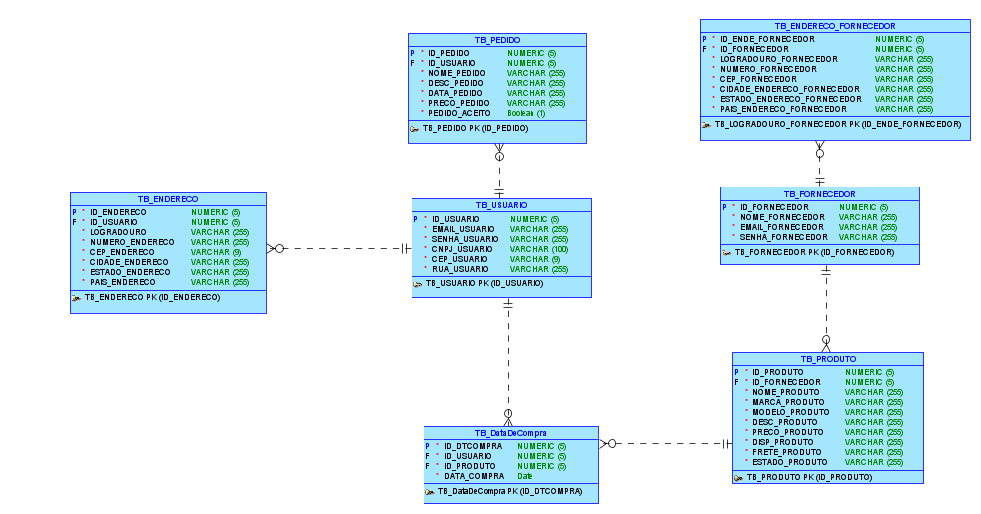 TB_PEDIDO
P * ID_PEDIDO NUMERIC (5)
F * ID_USUARIO NUMERIC (5)
* NOME_PEDIDO VARCHAR (255)
* DESC_PEDIDO VARCHAR (255)
* DATA_PEDIDO VARCHAR (255)
* PRECO_PEDIDO VARCHAR (255)
* PEDIDO_ACEITO Boolean (1)
TB_PEDIDO PK (ID_PEDIDO)
TB_ENDERECO_FORNECEDOR
P * ID_ENDE_FORNECEDOR NUMERIC (5)
F * ID_FORNECEDOR NUMERIC (5)
* LOGRADOURO_FORNECEDOR VARCHAR (255)
* NUMERO_FORNECEDOR VARCHAR (255)
* CEP_FORNECEDOR VARCHAR (255)
* CIDADE_ENDERECO_FORNECEDOR VARCHAR (255)
* ESTADO_ENDERECO_FORNECEDOR VARCHAR (255)
* PAIS_ENDERECO_FORNECEDOR VARCHAR (255)
TB_LOGRADOURO_FORNECEDOR PK (ID_ENDE_FORNECEDOR)
TB_ENDERECO
P * ID_ENDERECO NUMERIC (5)
F * ID_USUARIO NUMERIC (5)
* LOGRADOURO VARCHAR (255)
* NUMERO_ENDERECO VARCHAR (255)
* CEP_ENDERECO VARCHAR (9)
* CIDADE_ENDERECO VARCHAR (255)
* ESTADO_ENDERECO VARCHAR (255)
* PAIS_ENDERECO VARCHAR (255)
TB_ENDERECO PK (ID_ENDERECO)
TB_USUARIO
P * ID_USUARIO NUMERIC (5)
* EMAIL_USUARIO VARCHAR (255)
* SENHA_USUARIO VARCHAR (255)
* CNPJ_USUARIO VARCHAR (100)
* CEP_USUARIO VARCHAR (9)
* RUA_USUARIO VARCHAR (255)
TB_USUARIO PK (ID_USUARIO)
TB_FORNECEDOR
P * ID_FORNECEDOR NUMERIC (5)
* NOME_FORNECEDOR VARCHAR (255)
* EMAIL_FORNECEDOR VARCHAR (255)
* SENHA_FORNECEDOR VARCHAR (255)
TB_FORNECEDOR PK (ID_FORNECEDOR)
TB_DataDeCompra
P * ID_DTCOMPRA NUMERIC (5)
F * ID_USUARIO NUMERIC (5)
F * ID_PRODUTO NUMERIC (5)
* DATA_COMPRA Date
TB_DataDeCompra PK (ID_DTCOMPRA)
TB_PRODUTO
P * ID_PRODUTO NUMERIC (5)
F * ID_FORNECEDOR NUMERIC (5)
* NOME_PRODUTO VARCHAR (255)
* MARCA_PRODUTO VARCHAR (255)
* MODELO_PRODUTO VARCHAR (255)
* DESC_PRODUTO VARCHAR (255)
* PRECO_PRODUTO VARCHAR (255)
* DISP_PRODUTO VARCHAR (255)
* FRETE_PRODUTO VARCHAR (255)
* ESTADO_PRODUTO VARCHAR (255)
TB_PRODUTO PK (ID_PRODUTO)